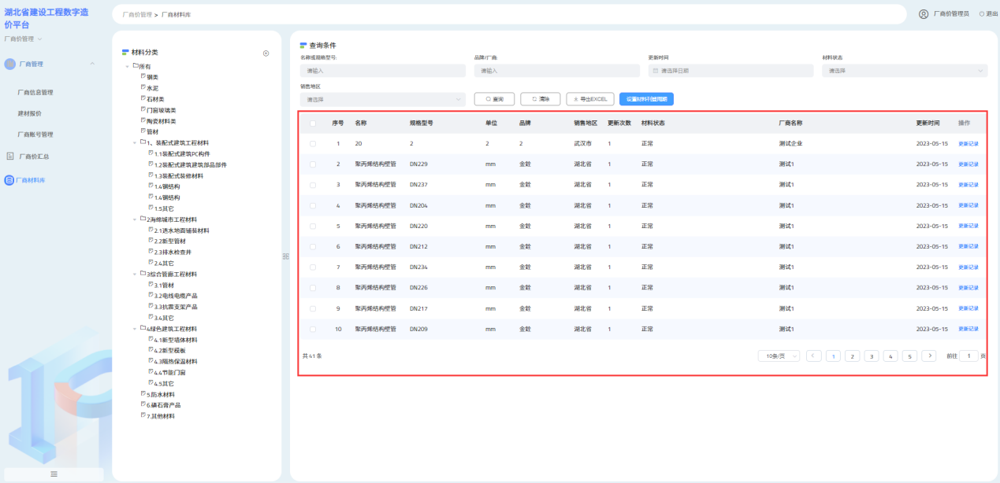 湖北省建设工程数字造
价平台
厂商价管理
厂商管理
厂商信息管理
建材报价
厂商账号管理
厂商价汇总
厂商材料库
厂商价管理 > 厂商材料库
厂商价管理员 退出
材料分类
所有
钢类
水泥
石材类
门窗玻璃类
陶瓷材料类
管材
1、装配式建筑工程材料
1.1装配式建筑PC构件
1.2装配式建筑建筑部品部件
1.3装配式装修材料
1.4钢结构
1.4钢结构
1.5其它
2海绵城市工程材料
2.1透水地面铺装材料
2.2新型管材
2.3排水检查井
2.4其它
3综合管廊工程材料
3.1管材
3.2电线电缆产品
3.3抗震支架产品
3.4其它
4绿色建筑工程材料
4.1新型墙体材料
4.2新型模板
4.3隔热保温材料
4.4节能门窗
4.5其它
5.防水材料
6.磷石膏产品
7.其他材料
查询条件
名称或规格型号: 品牌/厂商: 更新时间 材料状态
请输入 请输入 请选择日期 请选择
销售地区
请选择 查询 清除 导出EXCEL 设置材料预警周期
序号 名称 规格型号 单位 品牌 销售地区 更新次数 材料状态 厂商名称 更新时间 操作
1 20 2 2 2 武汉市 1 正常 测试企业 2023-05-15 更新记录
2 聚丙烯结构壁管 DN229 mm 金銓 湖北省 1 正常 测试1 2023-05-15 更新记录
3 聚丙烯结构壁管 DN237 mm 金銓 湖北省 1 正常 测试1 2023-05-15 更新记录
4 聚丙烯结构壁管 DN204 mm 金銓 湖北省 1 正常 测试1 2023-05-15 更新记录
5 聚丙烯结构壁管 DN220 mm 金銓 湖北省 1 正常 测试1 2023-05-15 更新记录
6 聚丙烯结构壁管 DN212 mm 金銓 湖北省 1 正常 测试1 2023-05-15 更新记录
7 聚丙烯结构壁管 DN234 mm 金銓 湖北省 1 正常 测试1 2023-05-15 更新记录
8 聚丙烯结构壁管 DN226 mm 金銓 湖北省 1 正常 测试1 2023-05-15 更新记录
9 聚丙烯结构壁管 DN217 mm 金銓 湖北省 1 正常 测试1 2023-05-15 更新记录
10 聚丙烯结构壁管 DN209 mm 金銓 湖北省 1 正常 测试1 2023-05-15 更新记录
共 41 条 10条/页 < 1 2 3 4 5 > 前往 1 页